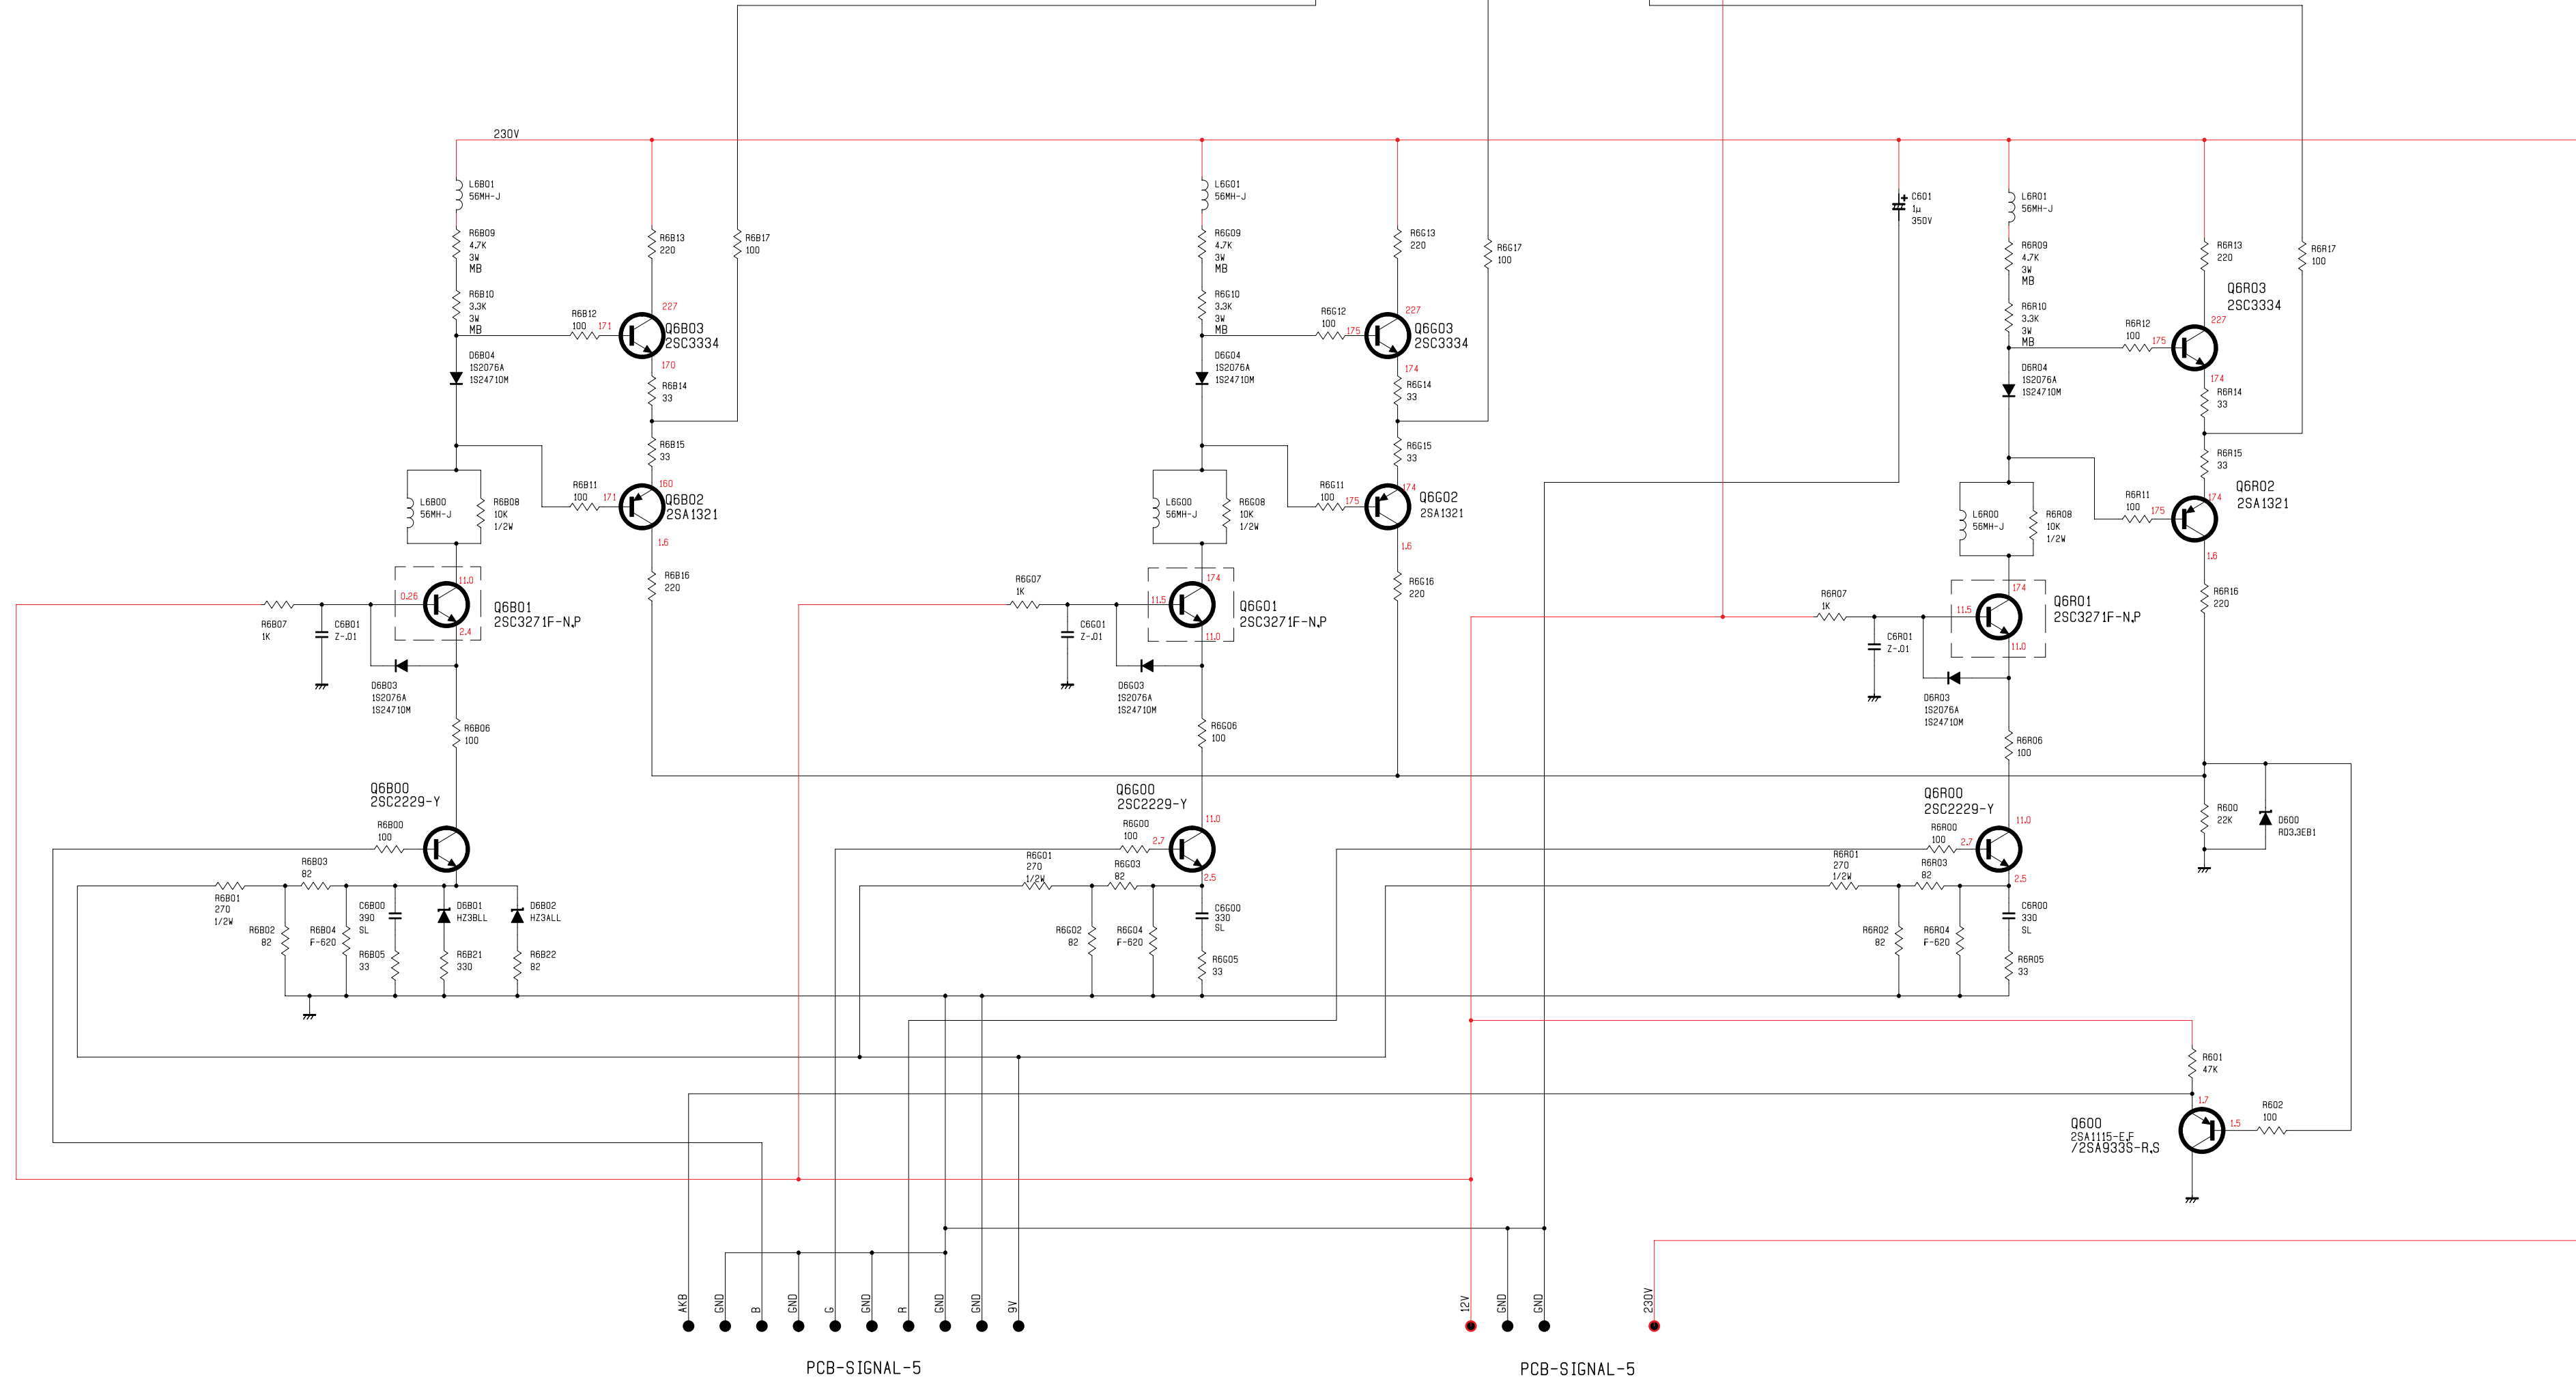 230V
L6B01
56MH-J
R6B09
4.7K
3W
MB
R6B10
3.3K
3W
MB
D6B04
1S2076A
1S2471DM
R6B13
220
R6B17
100
R6B12
100
171
227
Q6B03
2SC3334
170
R6B14
33
R6B15
33
R6B11
100
171
160
Q6B02
2SA1321
1.6
R6B16
220
L6B00
56MH-J
R6B08
10K
1/2W
11.0
0.26
2.4
Q6B01
2SC3271F-N,P
R6B07
1K
C6B01
Z-.01
D6B03
1S2076A
1S2471DM
R6B06
100
Q6B00
2SC2229-Y
R6B00
100
R6B03
82
R6B01
270
1/2W
R6B02
82
R6B04
F-620
C6B00
390
SL
R6B05
33
D6B01
HZ3BLL
R6B21
330
D6B02
HZ3ALL
R6B22
82
L6G01
56MH-J
R6G09
4.7K
3W
MB
R6G10
3.3K
3W
MB
D6G04
1S2076A
1S2471DM
R6G13
220
R6G17
100
R6G12
100
175
227
Q6G03
2SC3334
174
R6G14
33
R6G15
33
R6G11
100
175
174
Q6G02
2SA1321
1.6
R6G16
220
L6G00
56MH-J
R6G08
10K
1/2W
174
11.5
11.0
Q6G01
2SC3271F-N,P
R6G07
1K
C6G01
Z-.01
D6G03
1S2076A
1S2471DM
R6G06
100
Q6G00
2SC2229-Y
11.0
R6G00
100
2.7
2.5
R6G01
270
1/2W
R6G03
82
R6G02
82
R6G04
F-620
C6G00
330
SL
R6G05
33
C601
1µ
350V
L6R01
56MH-J
R6R09
4.7K
3W
MB
R6R10
3.3K
3W
MB
D6R04
1S2076A
1S2471DM
R6R13
220
R6R17
100
Q6R03
2SC3334
227
R6R12
100
175
174
R6R14
33
R6R15
33
R6R11
100
175
174
Q6R02
2SA1321
1.6
R6R16
220
L6R00
56MH-J
R6R08
10K
1/2W
174
11.5
11.0
Q6R01
2SC3271F-N,P
R6R07
1K
C6R01
Z-.01
D6R03
1S2076A
1S2471DM
R6R06
100
Q6R00
2SC2229-Y
11.0
R6R00
100
2.7
2.5
R6R01
270
1/2W
R6R03
82
R6R02
82
R6R04
F-620
C6R00
330
SL
R6R05
33
R600
22K
D600
RD3.3EB1
R601
47K
1.7
Q600
2SA1115-E,F
/2SA933S-R,S
1.5
R602
100
AKB
GND
B
GND
G
GND
R
GND
GND
9V
12V
GND
GND
230V
PCB-SIGNAL-5
PCB-SIGNAL-5